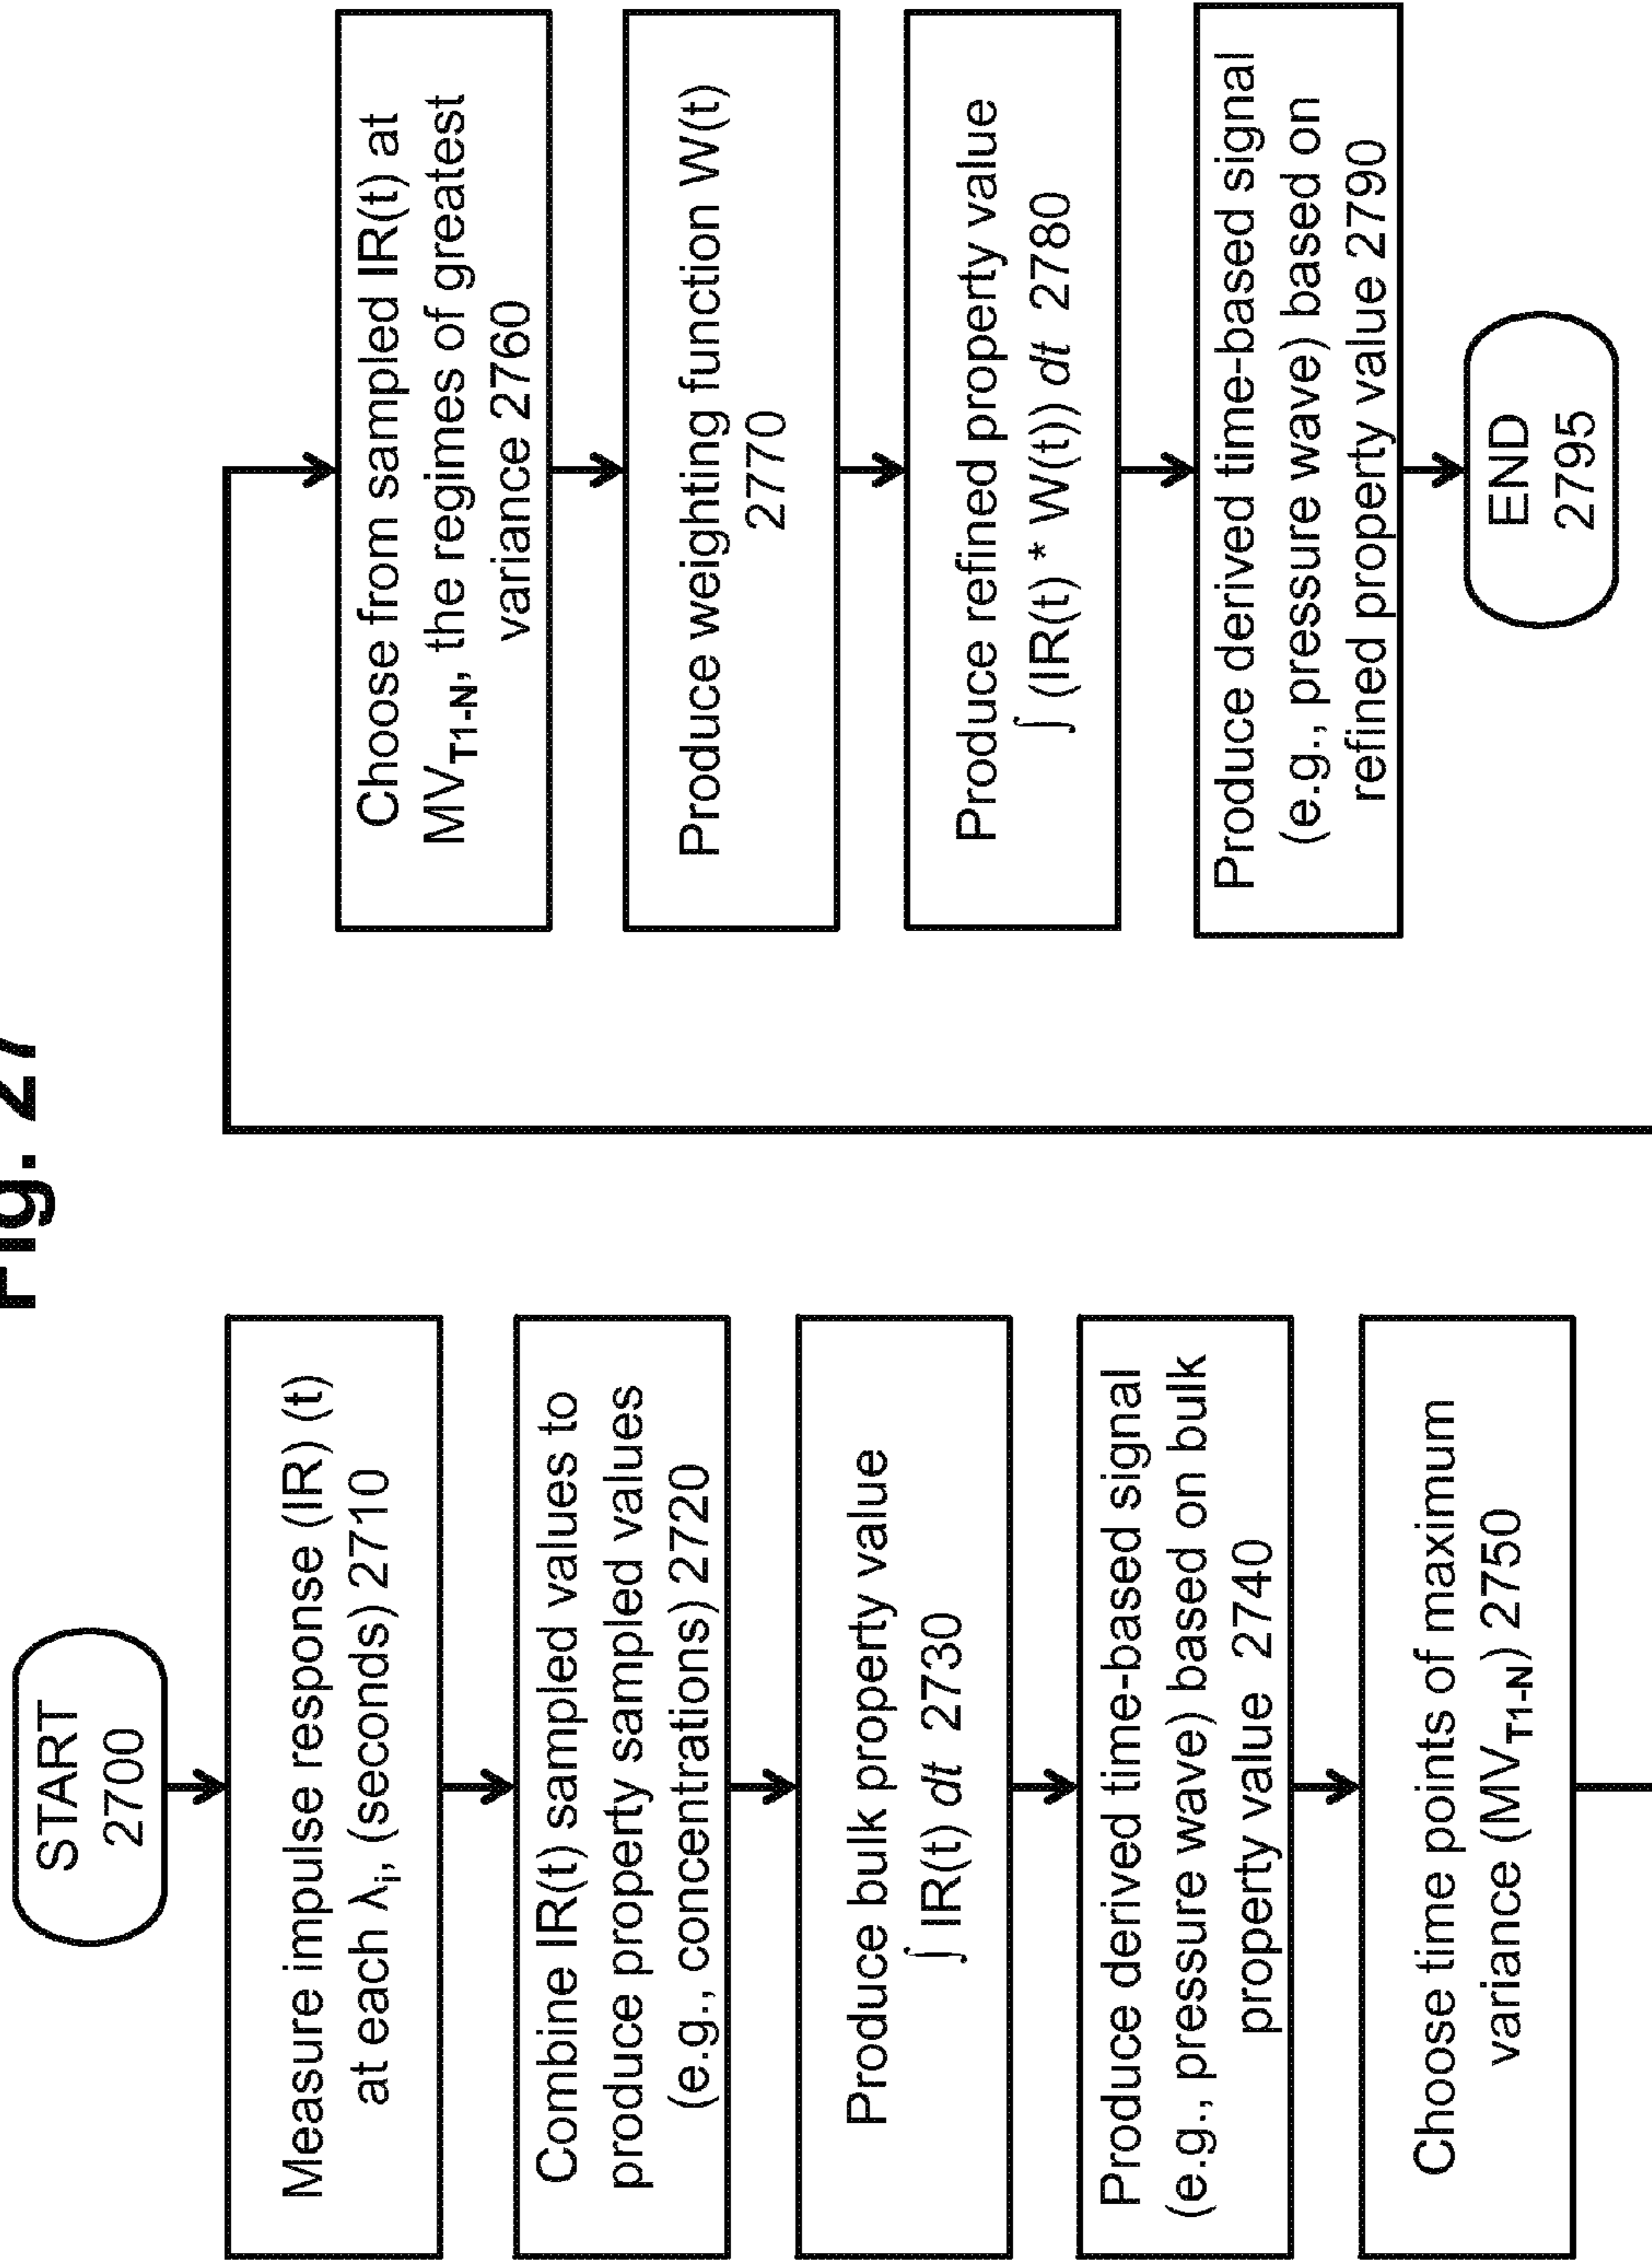 Fig. 27
START
2700
Measure impulse response (IR) (t)
at each λi, (seconds) 2710
Combine IR(t) sampled values to
produce property sampled values
(e.g., concentrations) 2720
Produce bulk property value
∫ IR(t) dt 2730
Produce derived time-based signal
(e.g., pressure wave) based on bulk
property value 2740
Choose time points of maximum
variance (MVT1-N) 2750
Choose from sampled IR(t) at
MVT1-N, the regimes of greatest
variance 2760
Produce weighting function W(t)
2770
Produce refined property value
∫ (IR(t) * W(t)) dt 2780
Produce derived time-based signal
(e.g., pressure wave) based on
refined property value 2790
END
2795